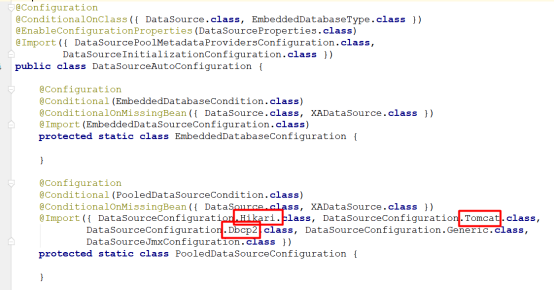 @Configuration
@ConditionalOnClass({ DataSource.class, EmbeddedDatabaseType.class })
@EnableConfigurationProperties(DataSourceProperties.class)
@Import({ DataSourcePoolMetadataProvidersConfiguration.class,
DataSourceInitializationConfiguration.class })
public class DataSourceAutoConfiguration {
@Configuration
@Conditional(EmbeddedDatabaseCondition.class)
@ConditionalOnMissingBean({ DataSource.class, XADataSource.class })
@Import(EmbeddedDataSourceConfiguration.class)
protected static class EmbeddedDatabaseConfiguration {
}
@Configuration
@Conditional(PooledDataSourceCondition.class)
@ConditionalOnMissingBean({ DataSource.class, XADataSource.class })
@Import({ DataSourceConfiguration.Hikari.class, DataSourceConfiguration.Tomcat.class,
DataSourceConfiguration.Dbcp2.class, DataSourceConfiguration.Generic.class,
DataSourceJmxConfiguration.class })
protected static class PooledDataSourceConfiguration {
}